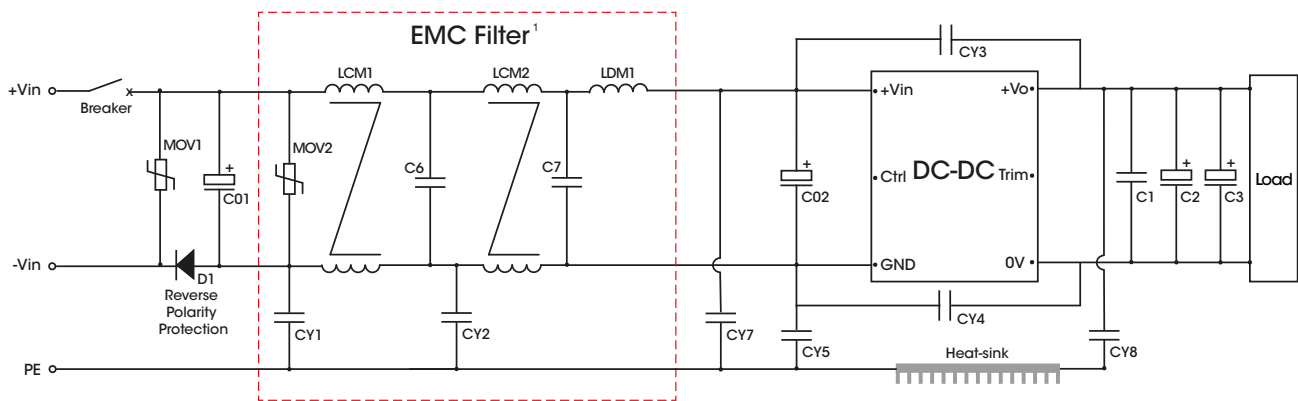 EMC Filter¹
CY3
LCM1
LCM2
LDM1
+Vin
Breaker
+Vin
+Vo
MOV1
MOV2
+
C01
C6
C7
+
C02
Ctrl
DC-DC
Trim
C1
+
C2
+
C3
Load
-Vin
D1
Reverse
Polarity
Protection
GND
0V
CY1
CY2
CY7
CY4
CY5
CY8
Heat-sink
PE